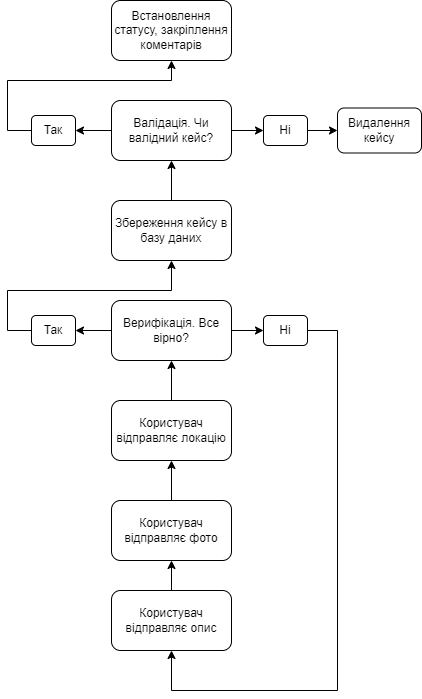 Встановлення
статусу, закріплення
коментарів
Так
Валідація. Чи
валідний кейс?
Ні
Видалення
кейсу
Збереження кейсу в
базу даних
Так
Верифікація. Все
вірно?
Ні
Користувач
відправляє локацію
Користувач
відправляє фото
Користувач
відправляє опис